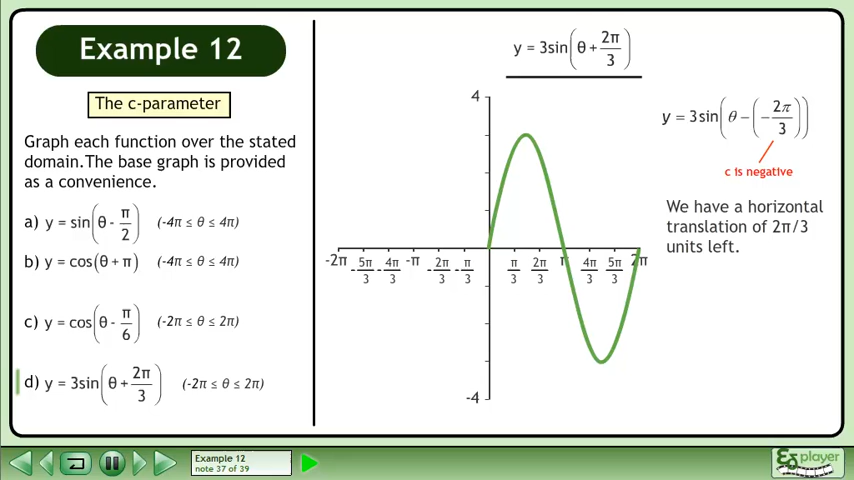 Example 12
The c-parameter
Graph each function over the stated
domain.The base graph is provided
as a convenience.
a) y = sin(θ - π/2) (-4π ≤ θ ≤ 4π)
b) y = cos(θ + π) (-4π ≤ θ ≤ 4π)
c) y = cos(θ - π/6) (-2π ≤ θ ≤ 2π)
d) y = 3sin(θ + 2π/3) (-2π ≤ θ ≤ 2π)
y = 3sin(θ + 2π/3)
4
-2π -5π/3 -4π/3 -π -2π/3 -π/3 π/3 2π/3 π 4π/3 5π/3 2π
-4
y = 3sin(θ - (-2π/3))
c is negative
We have a horizontal
translation of 2π/3
units left.
Example 12
note 37 of 39
player